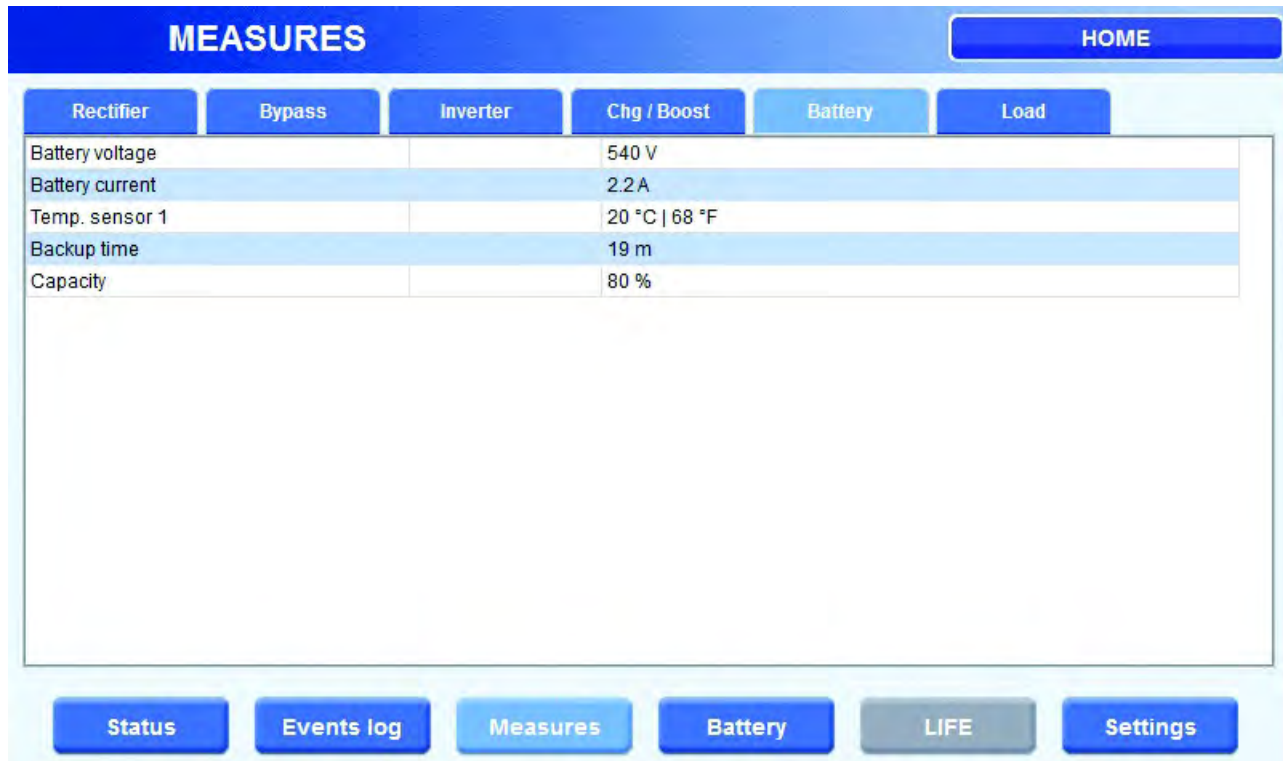 MEASURES HOME
Rectifier Bypass Inverter Chg / Boost Battery Load
Battery voltage 540 V
Battery current 2.2 A
Temp. sensor 1 20 °C | 68 °F
Backup time 19 m
Capacity 80 %
Status Events log Measures Battery LIFE Settings